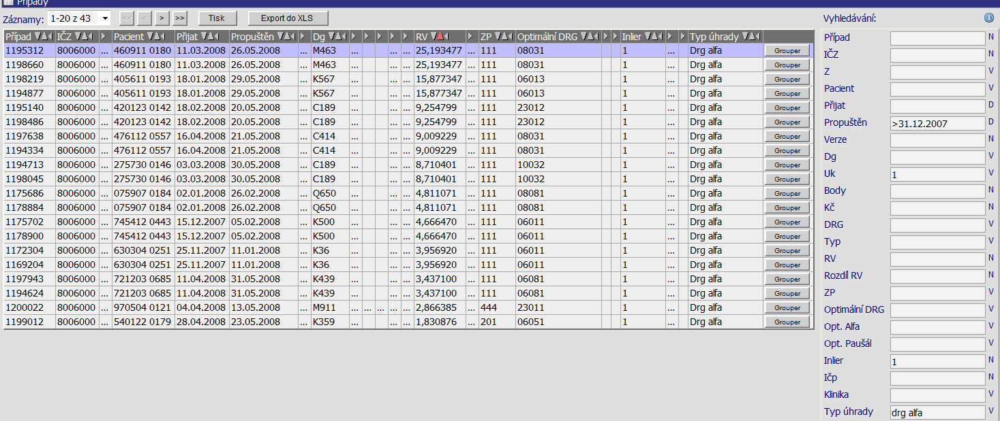 Případy
Záznamy: 1-20 z 43 << < > >> Tisk Export do XLS
Případ IČZ Pacient Přijat Propuštěn Dg RV ZP Optimální DRG Inlier Typ úhrady
1195312 8006000 ... 460911 0180 11.03.2008 26.05.2008 ... M463 ... ... ... 25,193477 ... 111 08031 1 ... Drg alfa Grouper
1198660 8006000 ... 460911 0180 11.03.2008 26.05.2008 ... M463 ... ... ... 25,193477 ... 111 08031 1 ... Drg alfa Grouper
1198219 8006000 ... 405611 0193 18.01.2008 29.05.2008 ... K567 ... ... ... 15,877347 ... 111 06013 1 ... Drg alfa Grouper
1194877 8006000 ... 405611 0193 18.01.2008 29.05.2008 ... K567 ... ... ... 15,877347 ... 111 06013 1 ... Drg alfa Grouper
1195140 8006000 ... 420123 0142 18.02.2008 20.05.2008 ... C189 ... ... ... 9,254799 ... 111 23012 1 ... Drg alfa Grouper
1198486 8006000 ... 420123 0142 18.02.2008 20.05.2008 ... C189 ... ... ... 9,254799 ... 111 23012 1 ... Drg alfa Grouper
1197638 8006000 ... 476112 0557 16.04.2008 21.05.2008 ... C414 ... ... ... 9,009229 ... 111 08031 1 ... Drg alfa Grouper
1194334 8006000 ... 476112 0557 16.04.2008 21.05.2008 ... C414 ... ... ... 9,009229 ... 111 08031 1 ... Drg alfa Grouper
1194713 8006000 ... 275730 0146 03.03.2008 30.05.2008 ... C189 ... ... ... 8,710401 ... 111 10032 1 ... Drg alfa Grouper
1198045 8006000 ... 275730 0146 03.03.2008 30.05.2008 ... C189 ... ... ... 8,710401 ... 111 10032 1 ... Drg alfa Grouper
1175686 8006000 ... 075907 0184 02.01.2008 26.02.2008 ... Q650 ... ... ... 4,811071 ... 111 08081 1 ... Drg alfa Grouper
1178884 8006000 ... 075907 0184 02.01.2008 26.02.2008 ... Q650 ... ... ... 4,811071 ... 111 08081 1 ... Drg alfa Grouper
1175702 8006000 ... 745412 0443 15.12.2007 05.02.2008 ... K500 ... ... ... 4,666470 ... 111 06011 1 ... Drg alfa Grouper
1178900 8006000 ... 745412 0443 15.12.2007 05.02.2008 ... K500 ... ... ... 4,666470 ... 111 06011 1 ... Drg alfa Grouper
1172304 8006000 ... 630304 0251 25.11.2007 11.01.2008 ... K36 ... ... ... 3,956920 ... 111 06011 1 ... Drg alfa Grouper
1169204 8006000 ... 630304 0251 25.11.2007 11.01.2008 ... K36 ... ... ... 3,956920 ... 111 06011 1 ... Drg alfa Grouper
1197943 8006000 ... 721203 0685 11.04.2008 31.05.2008 ... K439 ... ... ... 3,437100 ... 111 06081 1 ... Drg alfa Grouper
1194624 8006000 ... 721203 0685 11.04.2008 31.05.2008 ... K439 ... ... ... 3,437100 ... 111 06081 1 ... Drg alfa Grouper
1200022 8006000 ... 970504 0121 04.04.2008 13.05.2008 ... M911 ... ... ... ... ... 2,866385 ... 444 23011 1 ... Drg alfa Grouper
1199012 8006000 ... 540122 0179 28.04.2008 23.05.2008 ... K359 ... ... ... 1,830876 ... 201 06051 1 ... Drg alfa Grouper
Vyhledávání: i
Případ N
IČZ N
Z V
Pacient V
Přijat D
Propuštěn >31.12.2007 D
Verze N
Dg V
Uk 1 V
Body N
Kč N
DRG V
Typ V
RV N
Rozdíl RV N
ZP V
Optimální DRG V
Opt. Alfa V
Opt. Paušál V
Inlier 1 N
Ičp N
Klinika V
Typ úhrady drg alfa V